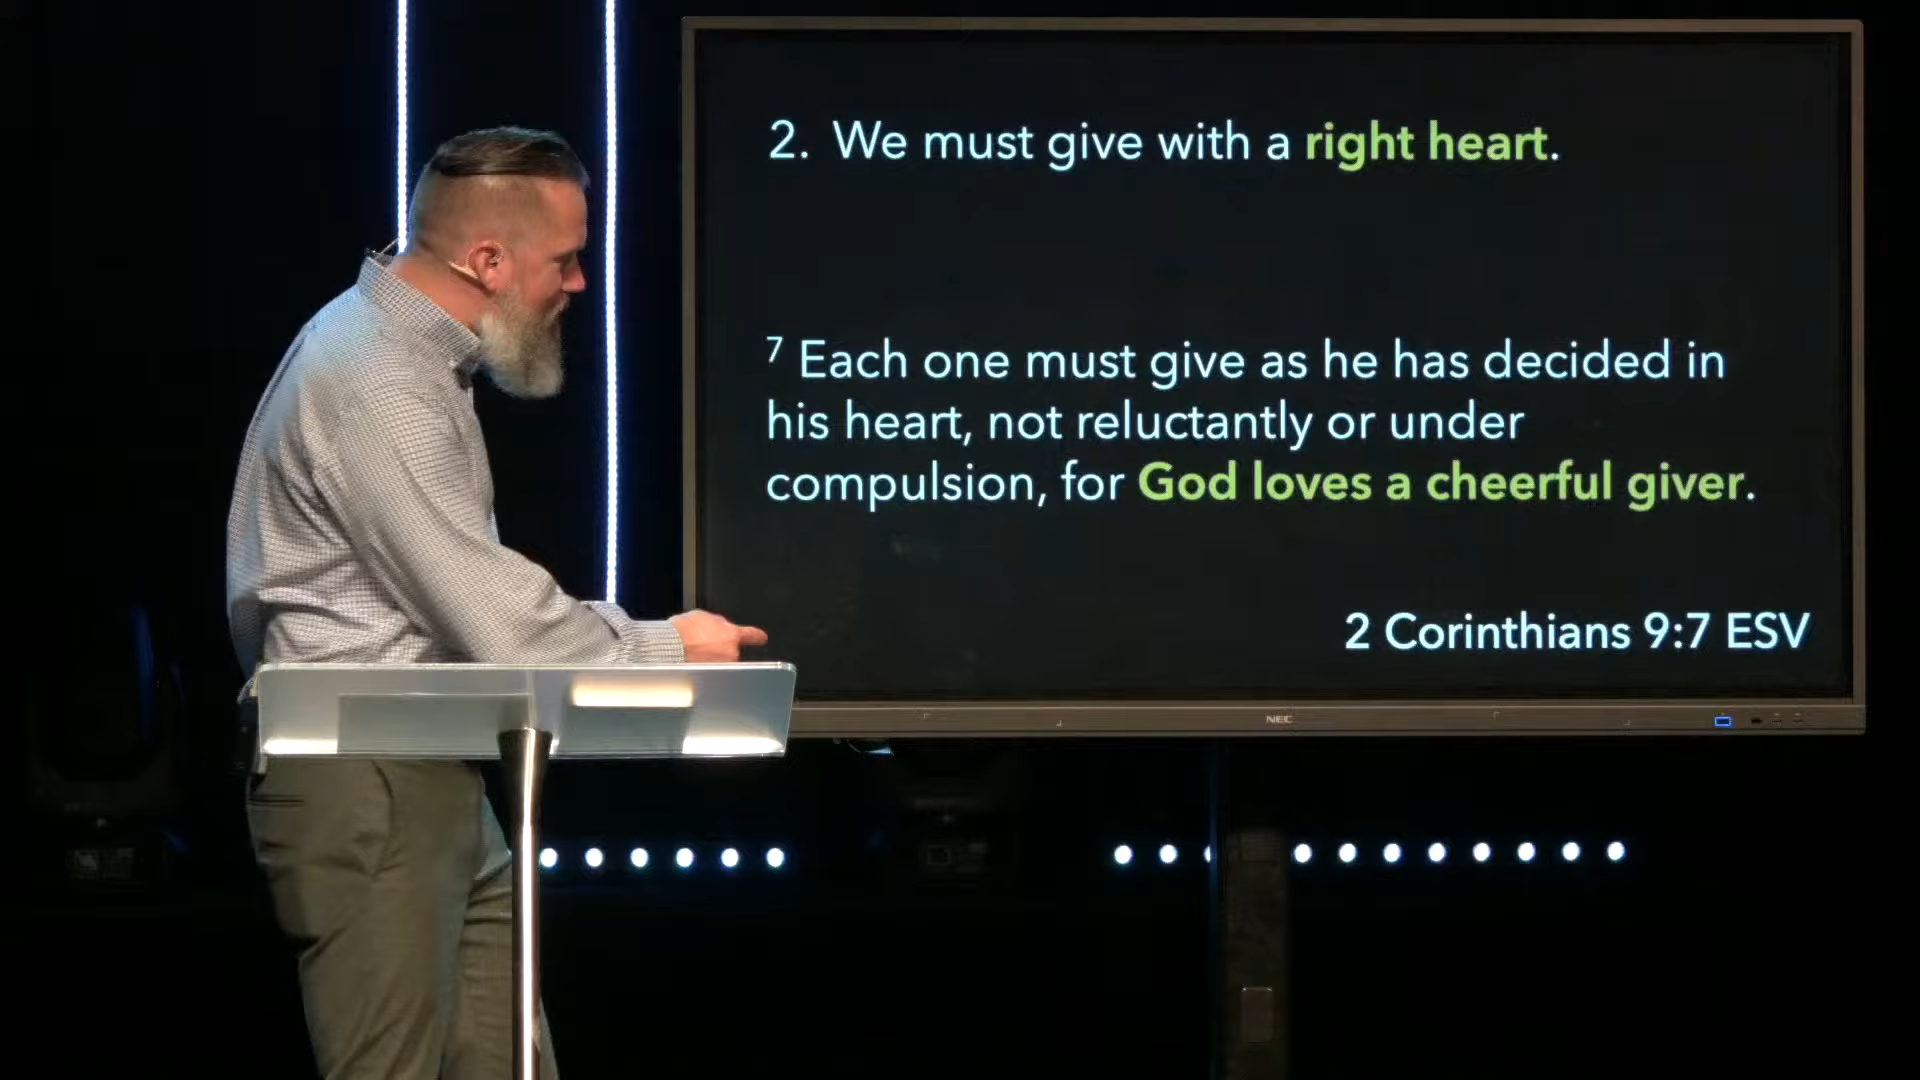 2. We must give with a right heart.
7 Each one must give as he has decided in
his heart, not reluctantly or under
compulsion, for God loves a cheerful giver.
2 Corinthians 9:7 ESV
NEC